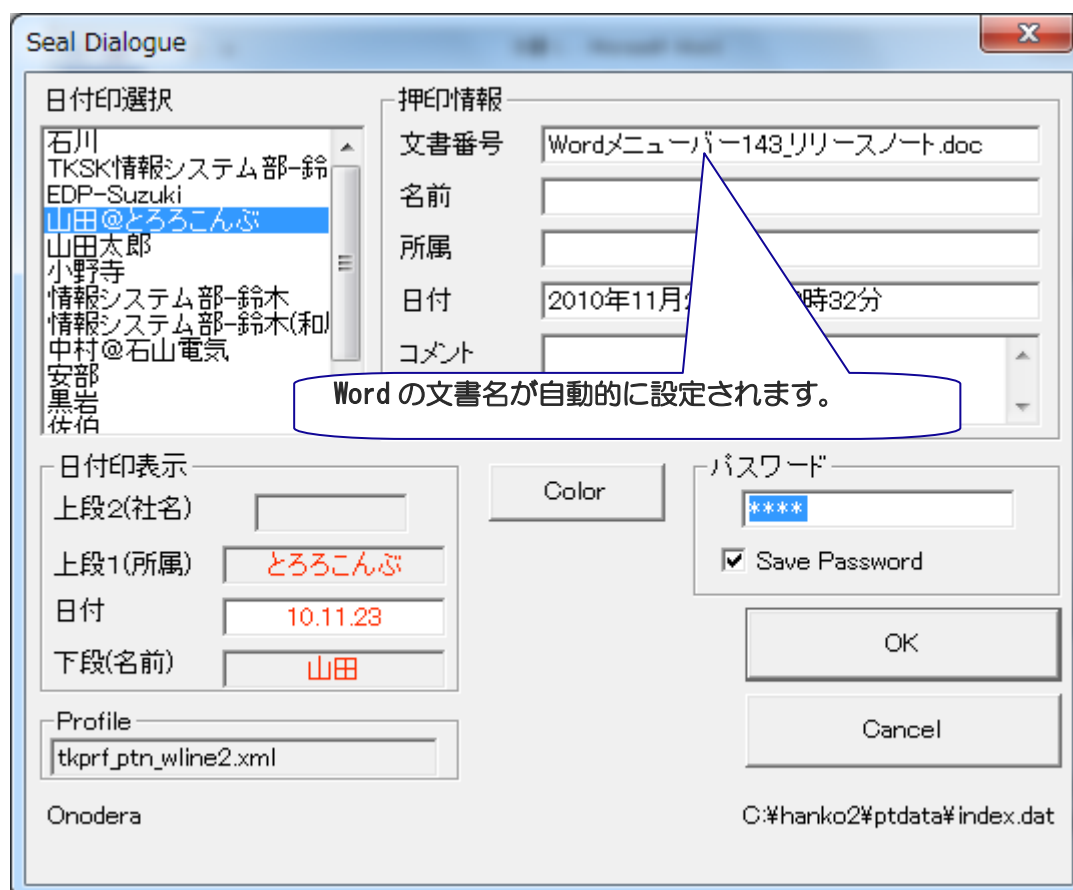 Seal Dialogue
日付印選択
石川
TKSK情報システム部-鈴
EDP-Suzuki
山田@とろろこんぶ
山田太郎
小野寺
情報システム部-鈴木
情報システム部-鈴木(和
中村@石山電気
安部
黒岩
佐伯
押印情報
文書番号 Wordメニューバー143_リリースノート.doc
名前
所属
日付 2010年11月 時32分
コメント
Word の文書名が自動的に設定されます。
日付印表示
上段2(社名)
上段1(所属) とろろこんぶ
日付 10.11.23
下段(名前) 山田
Color
パスワード
****
Save Password
OK
Cancel
Profile
tkprf_ptn_wline2.xml
Onodera
C:¥hanko2¥ptdata¥index.dat